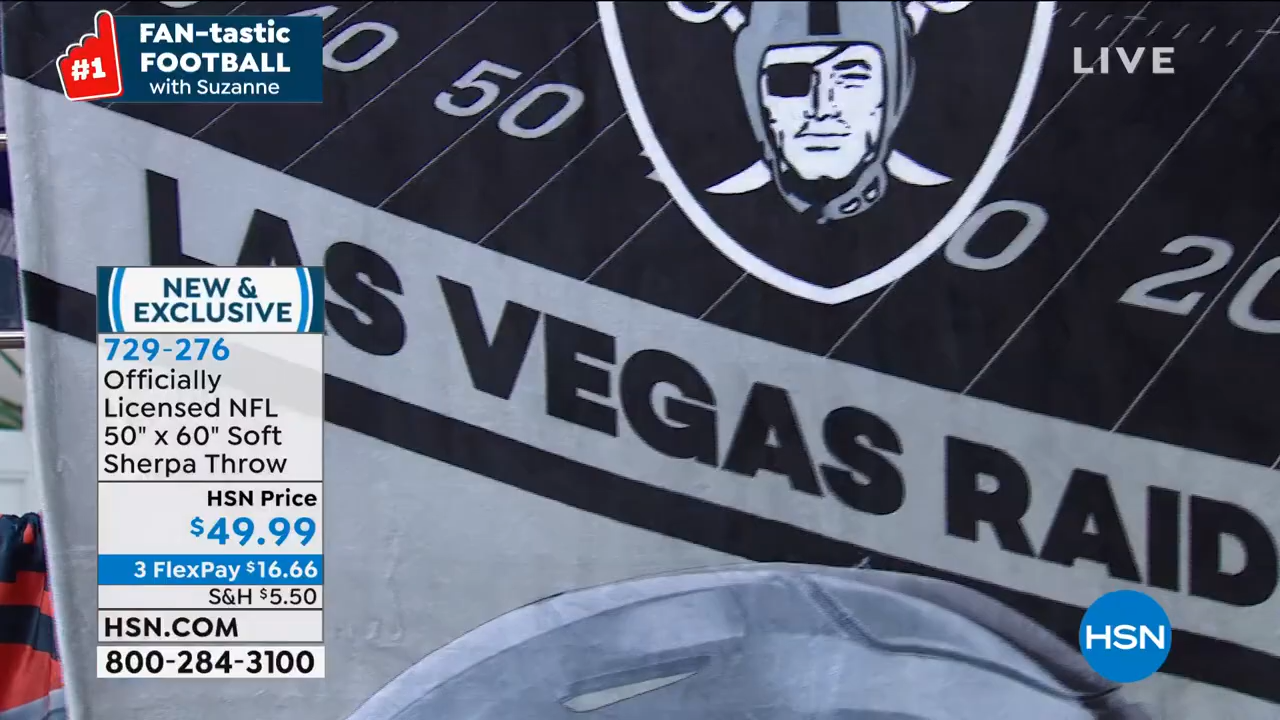 #1
FAN-tastic
FOOTBALL
with Suzanne
LIVE
50
20
LAS VEGAS RAID
NEW &
EXCLUSIVE
729-276
Officially
Licensed NFL
50" x 60" Soft
Sherpa Throw
HSN Price
$49.99
3 FlexPay $16.66
S&H $5.50
HSN.COM
800-284-3100
HSN